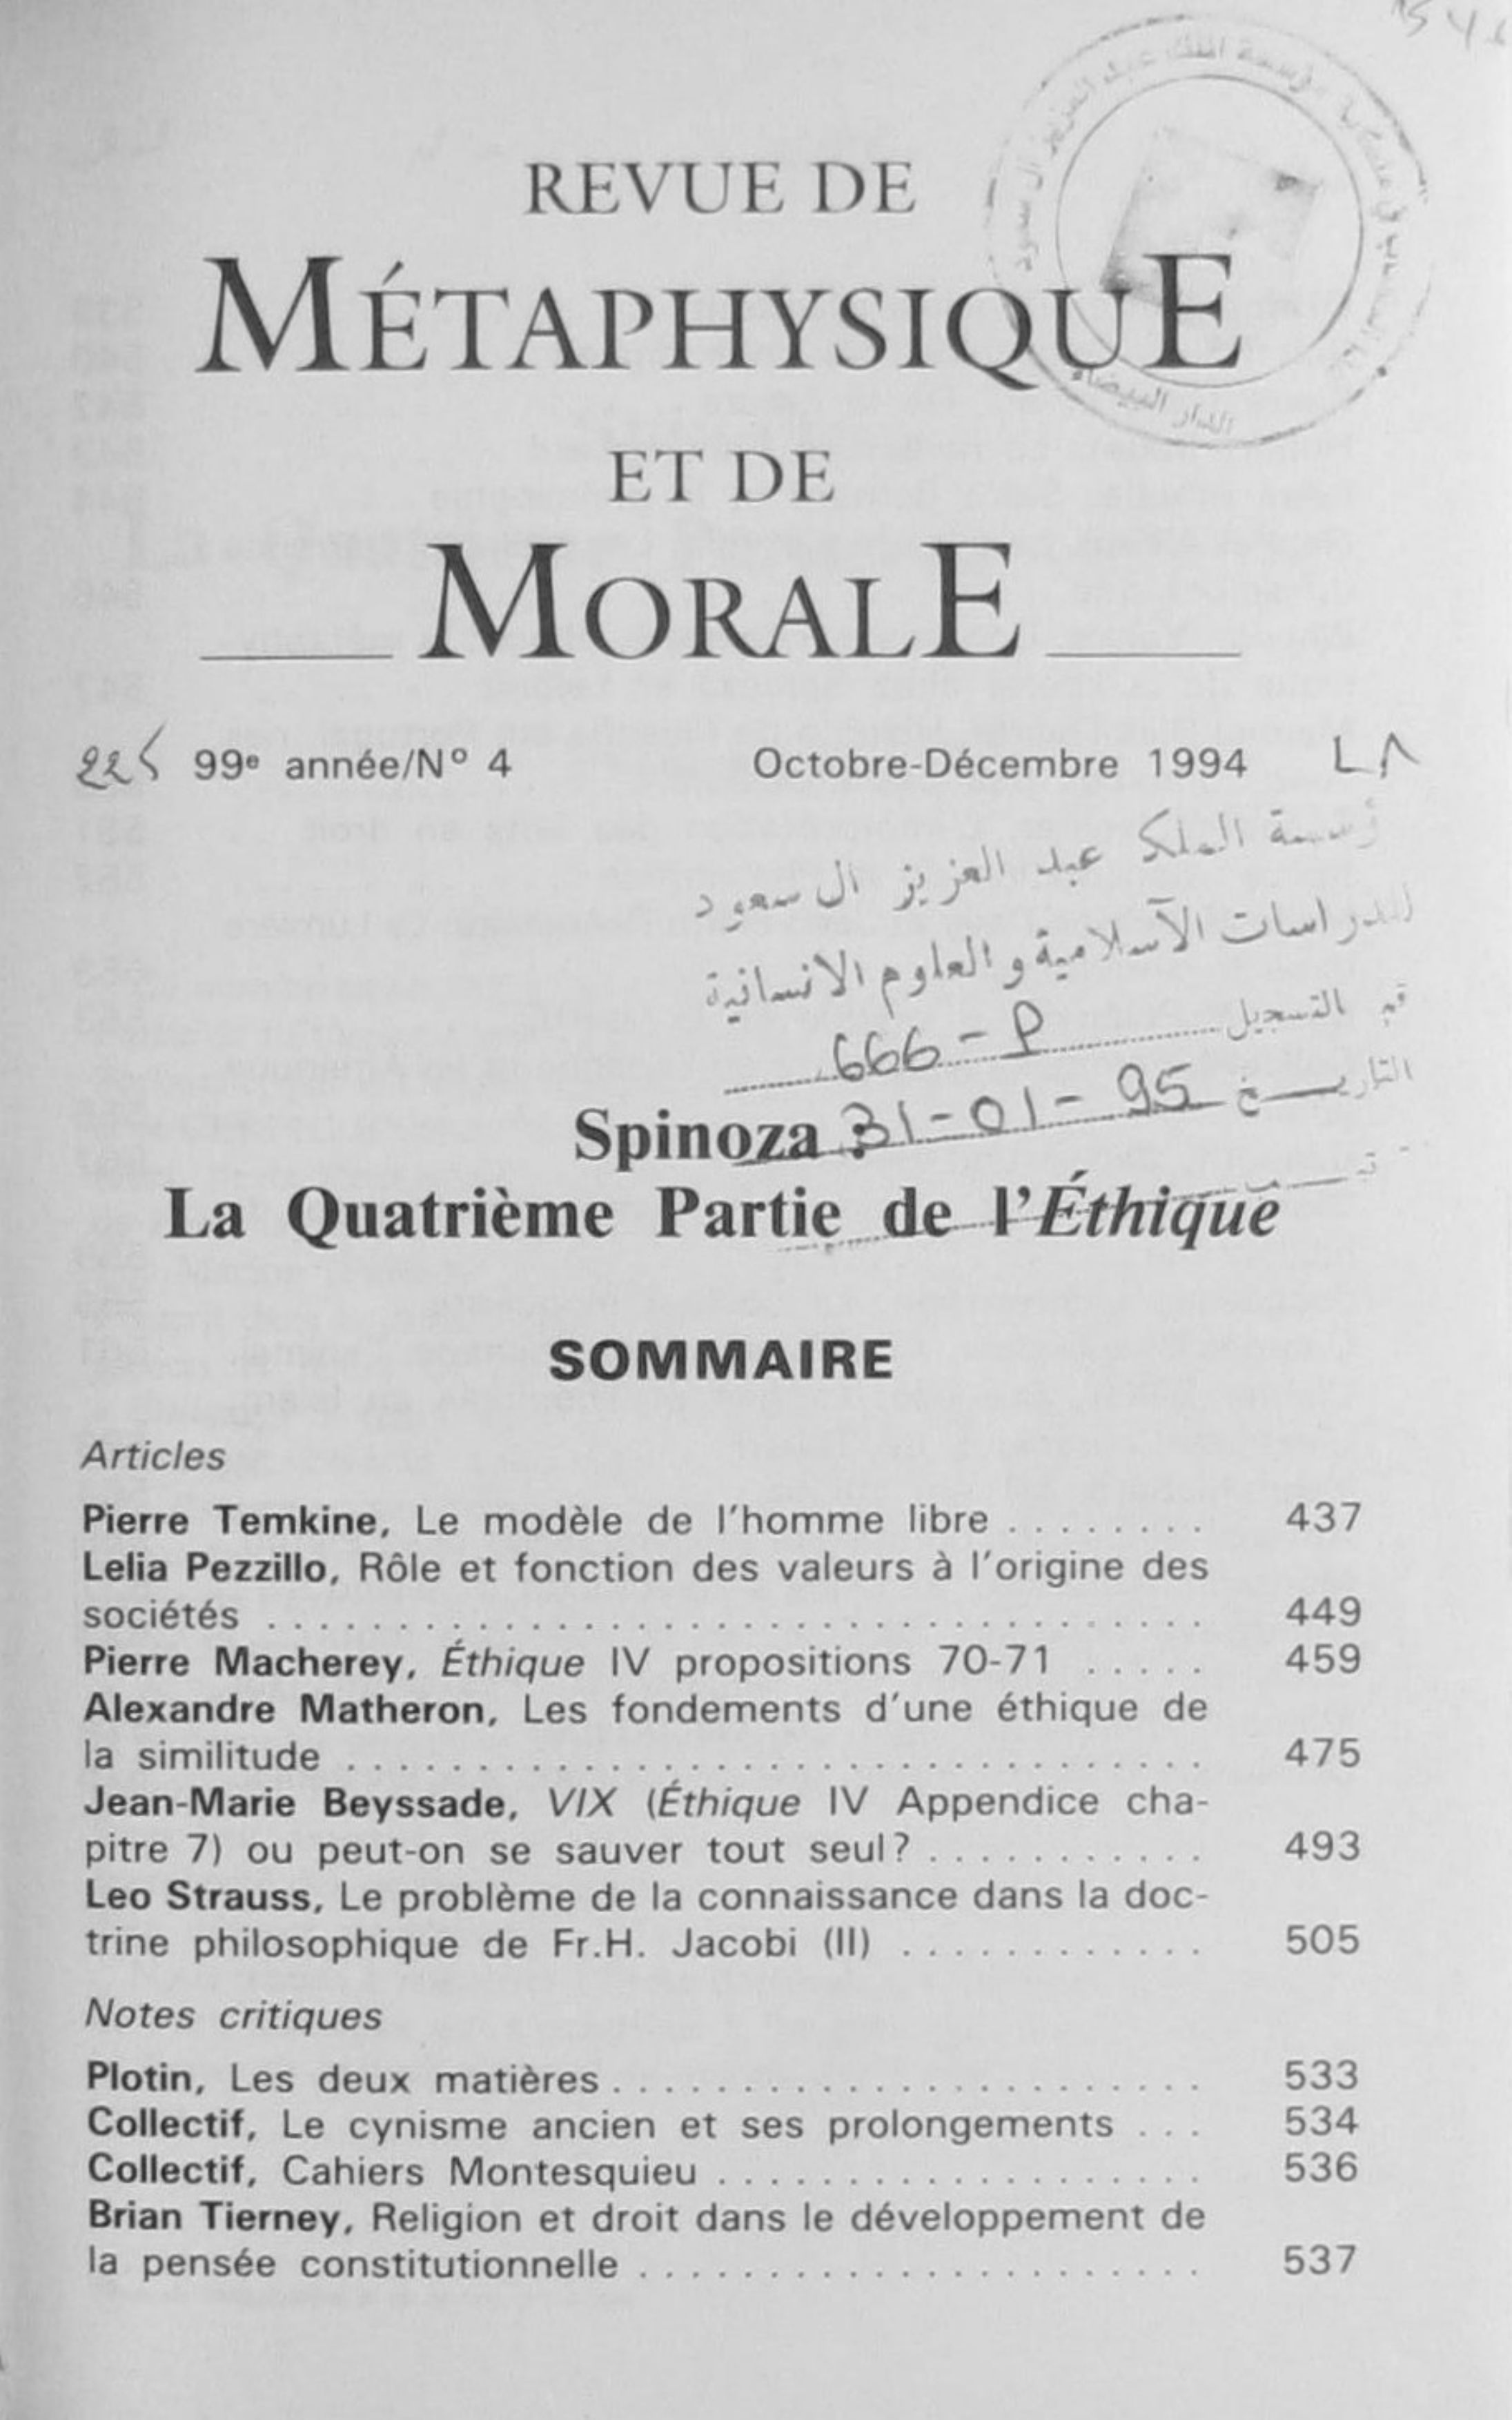 REVUE DE
MÉTAPHYSIQUE
ET DE
MORALE
الدار البيضاء
225 99e année/N° 4 Octobre-Décembre 1994
الملك عبد العزيز ال سعود
للدراسات الآسلامية و العلوم الانسانية
التسجيل 666 - P
التاريخ 31-01-95
Spinoza :
La Quatrième Partie de l'Éthique
SOMMAIRE
Articles
Pierre Temkine, Le modèle de l'homme libre ........ 437
Lelia Pezzillo, Rôle et fonction des valeurs à l'origine des
sociétés .................................... 449
Pierre Macherey, Éthique IV propositions 70-71 ..... 459
Alexandre Matheron, Les fondements d'une éthique de
la similitude ................................. 475
Jean-Marie Beyssade, VIX (Éthique IV Appendice cha-
pitre 7) ou peut-on se sauver tout seul? ........... 493
Leo Strauss, Le problème de la connaissance dans la doc-
trine philosophique de Fr.H. Jacobi (II) ............ 505
Notes critiques
Plotin, Les deux matières ....................... 533
Collectif, Le cynisme ancien et ses prolongements ... 534
Collectif, Cahiers Montesquieu ................... 536
Brian Tierney, Religion et droit dans le développement de
la pensée constitutionnelle ...................... 537